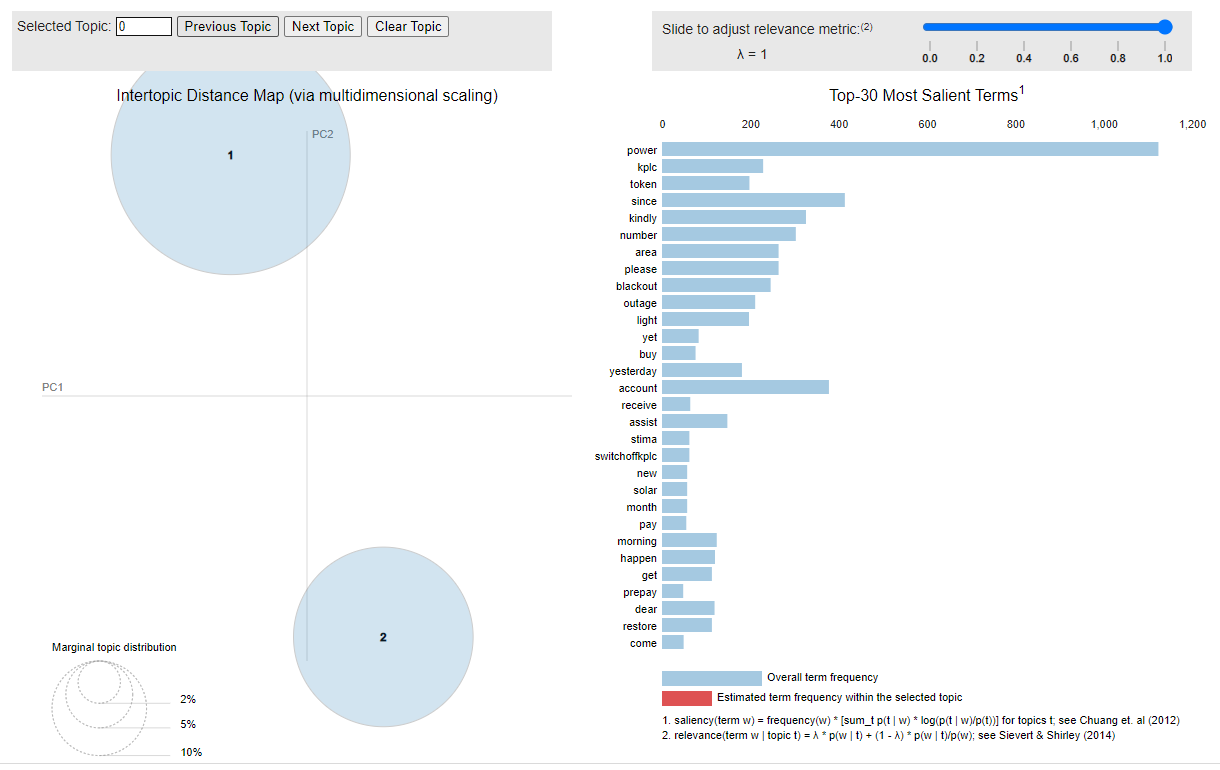 Selected Topic: 0 Previous Topic Next Topic Clear Topic
Slide to adjust relevance metric:(2)
λ = 1
0.0 0.2 0.4 0.6 0.8 1.0
Intertopic Distance Map (via multidimensional scaling)
PC2
1
PC1
2
Marginal topic distribution
2%
5%
10%
Top-30 Most Salient Terms1
0 200 400 600 800 1,000 1,200
power
kplc
token
since
kindly
number
area
please
blackout
outage
light
yet
buy
yesterday
account
receive
assist
stima
switchoffkplc
new
solar
month
pay
morning
happen
get
prepay
dear
restore
come
Overall term frequency
Estimated term frequency within the selected topic
1. saliency(term w) = frequency(w) * [sum_t p(t | w) * log(p(t | w)/p(t))] for topics t; see Chuang et. al (2012)
2. relevance(term w | topic t) = λ * p(w | t) + (1 - λ) * p(w | t)/p(w); see Sievert & Shirley (2014)